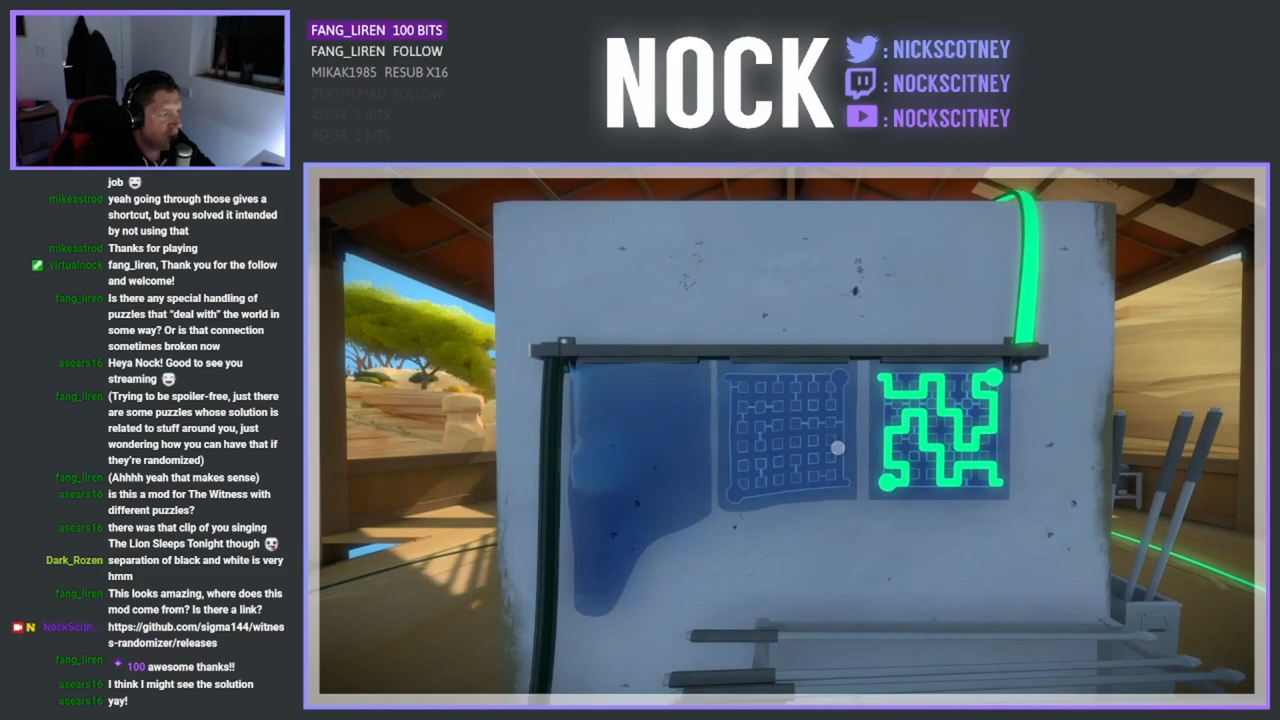 FANG_LIREN 100 BITS
FANG_LIREN FOLLOW
MIKAK1985 RESUB X16
ZEKTHEMAD FOLLOW
4SP3R 1 BITS
4SP3R 1 BITS
NOCK
: NICKSCOTNEY
: NOCKSCITNEY
: NOCKSCITNEY
job
mikeastrod yeah going through those gives a
shortcut, but you solved it intended
by not using that
mikeastrod Thanks for playing
virtualnock fang_liren, Thank you for the follow
and welcome!
fang_liren Is there any special handling of
puzzles that “deal with” the world in
some way? Or is that connection
sometimes broken now
asears16 Heya Nock! Good to see you
streaming
fang_liren (Trying to be spoiler-free, just there
are some puzzles whose solution is
related to stuff around you, just
wondering how you can have that if
they’re randomized)
fang_liren (Ahhhh yeah that makes sense)
asears16 is this a mod for The Witness with
different puzzles?
asears16 there was that clip of you singing
The Lion Sleeps Tonight though
Dark_Rozen separation of black and white is very
hmm
fang_liren This looks amazing, where does this
mod come from? Is there a link?
N NockScitn... https://github.com/sigma144/witnes
s-randomizer/releases
fang_liren 100 awesome thanks!!
asears16 I think I might see the solution
asears16 yay!